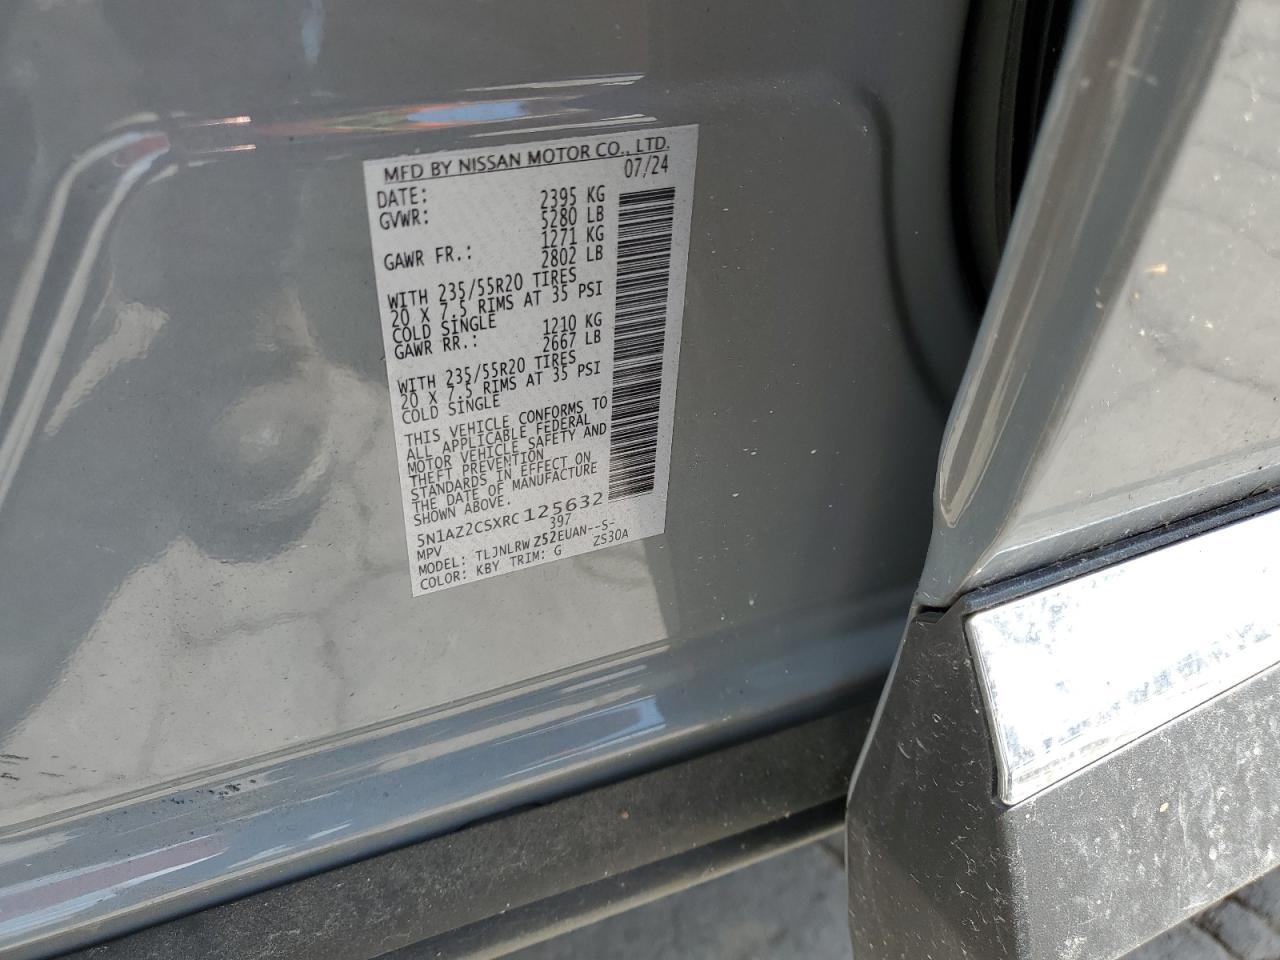 MFD BY NISSAN MOTOR CO., LTD.
DATE: 07/24
GVWR: 2395 KG
5280 LB
GAWR FR.: 1271 KG
2802 LB
WITH 235/55R20 TIRES
20 X 7.5 RIMS AT 35 PSI
COLD SINGLE
GAWR RR.: 1210 KG
2667 LB
WITH 235/55R20 TIRES
20 X 7.5 RIMS AT 35 PSI
COLD SINGLE
THIS VEHICLE CONFORMS TO
ALL APPLICABLE FEDERAL
MOTOR VEHICLE SAFETY AND
THEFT PREVENTION
STANDARDS IN EFFECT ON
THE DATE OF MANUFACTURE
SHOWN ABOVE.
5N1AZ2CSXRC125632
MPV 397
MODEL: TLJNLRWZ52EUAN--S-
COLOR: KBY TRIM: G ZS30A